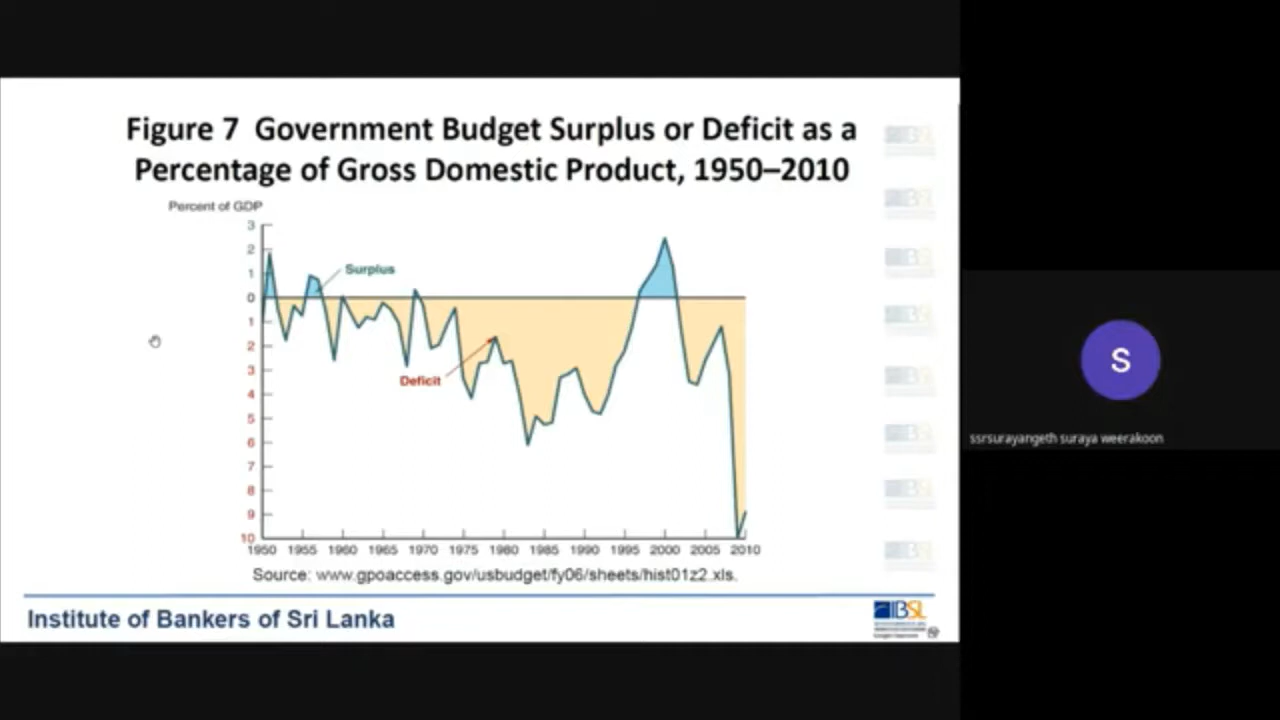 Figure 7 Government Budget Surplus or Deficit as a
Percentage of Gross Domestic Product, 1950–2010
Percent of GDP
3
2
1
0
1
2
3
4
5
6
7
8
9
10
Surplus
Deficit
1950 1955 1960 1965 1970 1975 1980 1985 1990 1995 2000 2005 2010
Source: www.gpoaccess.gov/usbudget/fy06/sheets/hist01z2.xls.
Institute of Bankers of Sri Lanka
IBSL
S
ssrsurayangeth suraya weerakoon